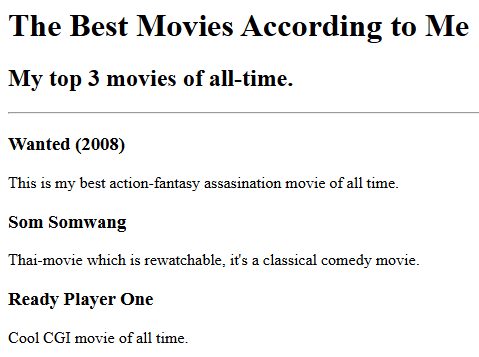 The Best Movies According to Me
My top 3 movies of all-time.
Wanted (2008)
This is my best action-fantasy assasination movie of all time.
Som Somwang
Thai-movie which is rewatchable, it's a classical comedy movie.
Ready Player One
Cool CGI movie of all time.